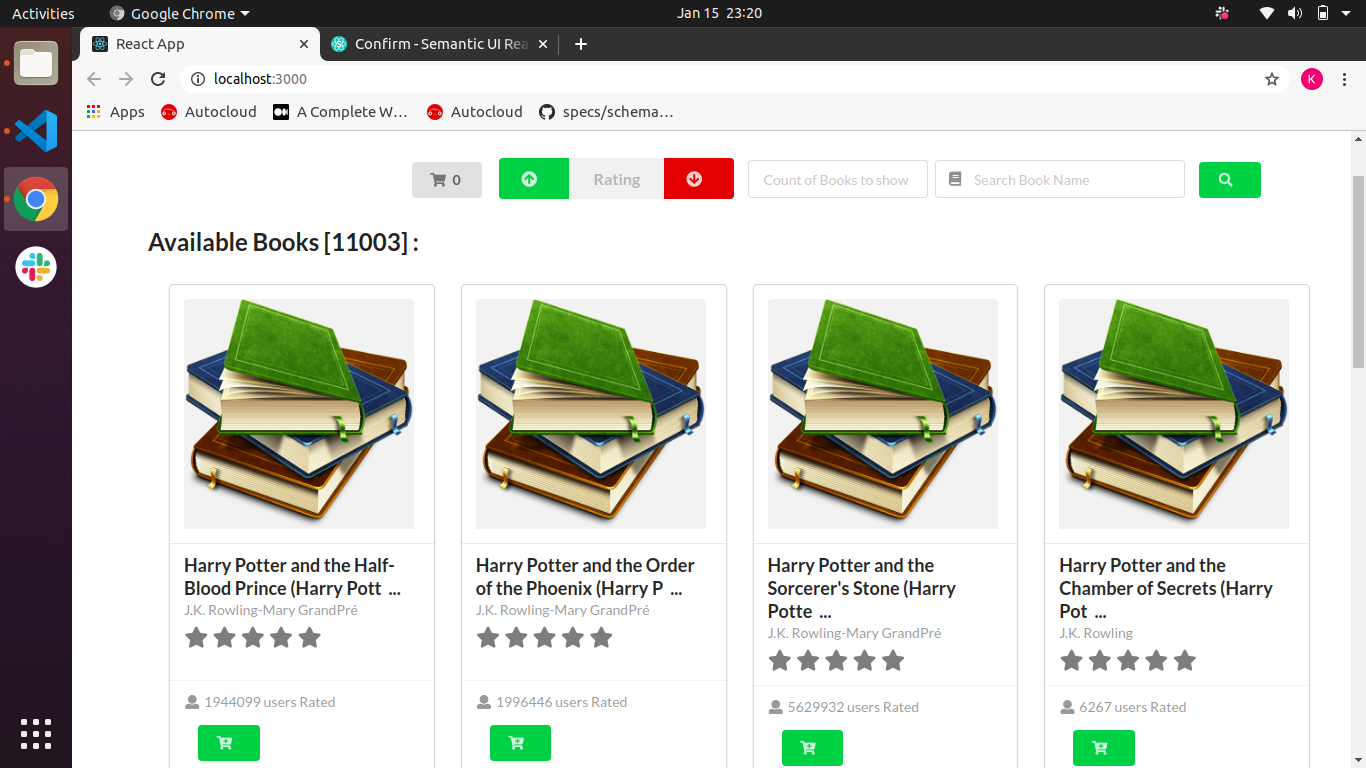 Activities
Google Chrome
Jan 15 23:20
React App
Confirm - Semantic UI Rea
localhost:3000
K
Apps
Autocloud
A Complete W...
Autocloud
specs/schema...
0
Rating
Count of Books to show
Search Book Name
Available Books [11003] :
Harry Potter and the Half-
Blood Prince (Harry Pott ...
J.K. Rowling-Mary GrandPré
1944099 users Rated
Harry Potter and the Order
of the Phoenix (Harry P ...
J.K. Rowling-Mary GrandPré
1996446 users Rated
Harry Potter and the
Sorcerer's Stone (Harry
Potte ...
J.K. Rowling-Mary GrandPré
5629932 users Rated
Harry Potter and the
Chamber of Secrets (Harry
Pot ...
J.K. Rowling
6267 users Rated